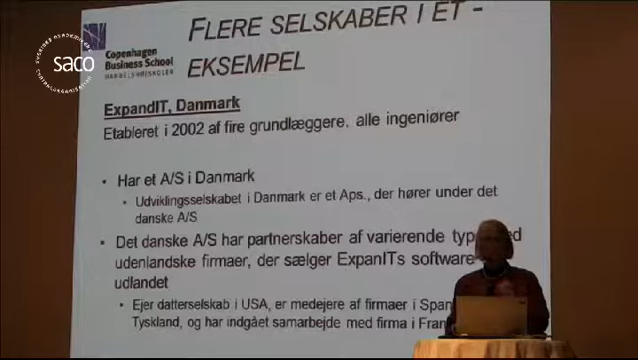 FLERE SELSKABER I ET -
EKSEMPEL
SVERIGES AKADEMIKERS
CENTRALORGANISATION
saco
Copenhagen
Business School
HANDELSHØJSKOLEN
ExpandIT, Danmark
Etableret i 2002 af fire grundlæggere, alle ingeniører
• Har et A/S i Danmark
• Udviklingsselskabet i Danmark er et Aps., der hører under det
danske A/S
• Det danske A/S har partnerskaber af varierende
udenlandske firmaer, der sælger ExpanITs software
udlandet
• Ejer datterselskab i USA, er medejere af firmaer i
Tyskland, og har indgået samarbejde med firma i